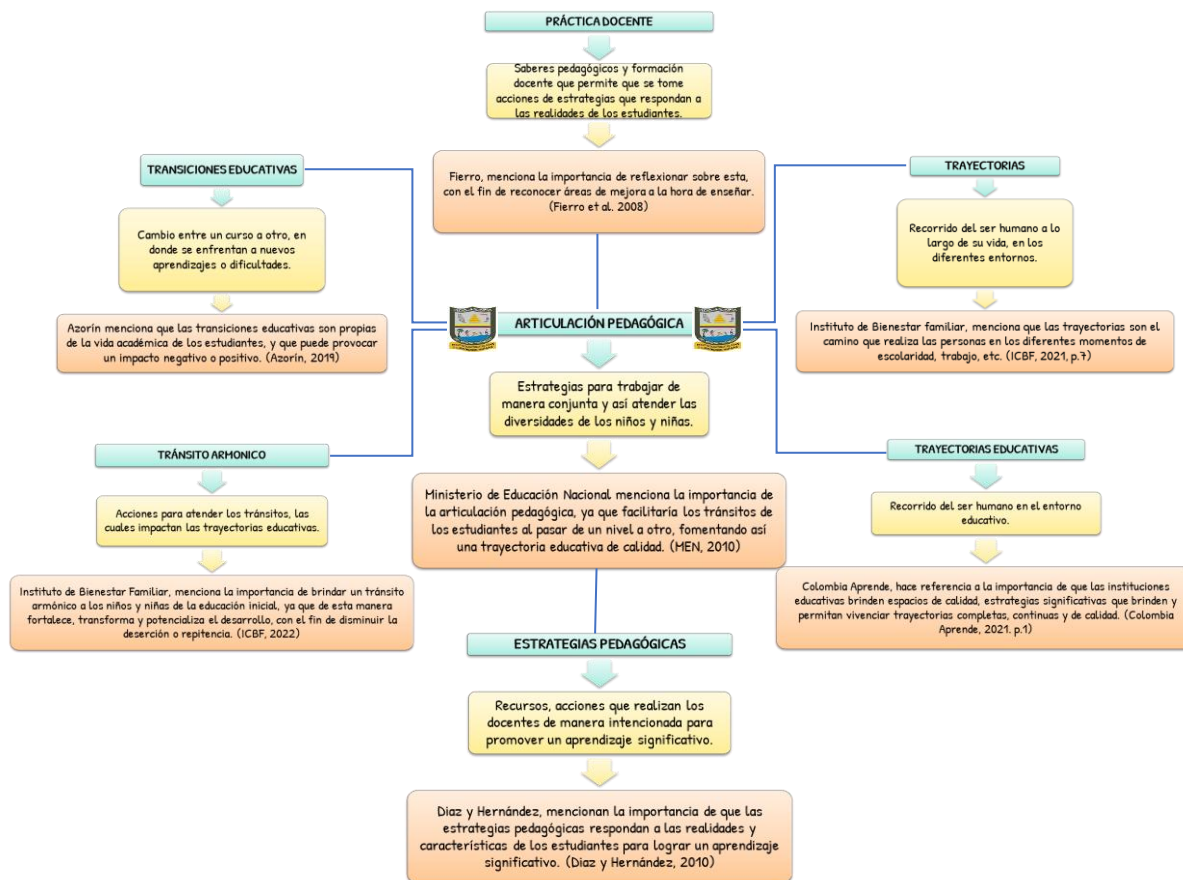 PRÁCTICA DOCENTE
Saberes pedagógicos y formación
docente que permite que se tome
acciones de estrategias que respondan a
las realidades de los estudiantes.
Fierro, menciona la importancia de reflexionar sobre esta,
con el fin de reconocer áreas de mejora a la hora de enseñar.
(Fierro et al. 2008)
TRANSICIONES EDUCATIVAS
Cambio entre un curso a otro, en
donde se enfrentan a nuevos
aprendizajes o dificultades.
Azorín menciona que las transiciones educativas son propias
de la vida académica de los estudiantes, y que puede provocar
un impacto negativo o positivo. (Azorín, 2019)
TRAYECTORIAS
Recorrido del ser humano a lo
largo de su vida, en los
diferentes entornos.
Instituto de Bienestar familiar, menciona que las trayectorias son el
camino que realiza las personas en los diferentes momentos de
escolaridad, trabajo, etc. (ICBF, 2021, p.7)
ARTICULACIÓN PEDAGÓGICA
Estrategias para trabajar de
manera conjunta y así atender las
diversidades de los niños y niñas.
Ministerio de Educación Nacional menciona la importancia de
la articulación pedagógica, ya que facilitaría los tránsitos de
los estudiantes al pasar de un nivel a otro, fomentando así
una trayectoria educativa de calidad. (MEN, 2010)
TRÁNSITO ARMONICO
Acciones para atender los tránsitos, las
cuales impactan las trayectorias educativas.
Instituto de Bienestar Familiar, menciona la importancia de brindar un tránsito
armónico a los niños y niñas de la educación inicial, ya que de esta manera
fortalece, transforma y potencializa el desarrollo, con el fin de disminuir la
deserción o repitencia. (ICBF, 2022)
TRAYECTORIAS EDUCATIVAS
Recorrido del ser humano en el entorno
educativo.
Colombia Aprende, hace referencia a la importancia de que las instituciones
educativas brinden espacios de calidad, estrategias significativas que brinden y
permitan vivenciar trayectorias completas, continuas y de calidad. (Colombia
Aprende, 2021. p.1)
ESTRATEGIAS PEDAGÓGICAS
Recursos, acciones que realizan los
docentes de manera intencionada para
promover un aprendizaje significativo.
Diaz y Hernández, mencionan la importancia de que las
estrategias pedagógicas respondan a las realidades y
características de los estudiantes para lograr un aprendizaje
significativo. (Diaz y Hernández, 2010)